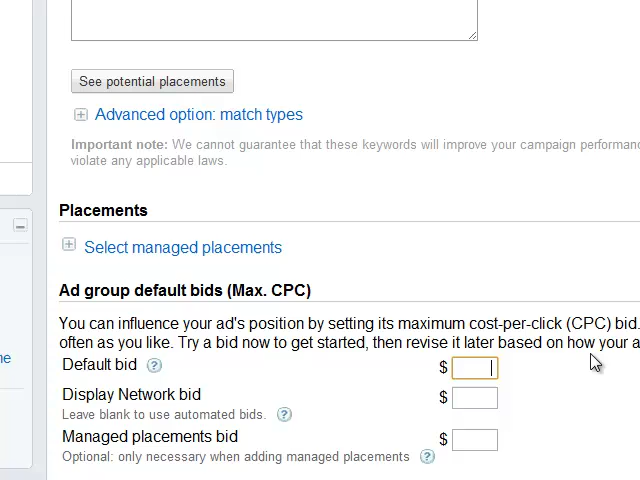 See potential placements
Advanced option: match types
Important note: We cannot guarantee that these keywords will improve your campaign performanc
violate any applicable laws.
Placements
Select managed placements
Ad group default bids (Max. CPC)
You can influence your ad's position by setting its maximum cost-per-click (CPC) bid.
often as you like. Try a bid now to get started, then revise it later based on how your a
ne
Default bid ? $
Display Network bid $
Leave blank to use automated bids. ?
Managed placements bid $
Optional: only necessary when adding managed placements ?